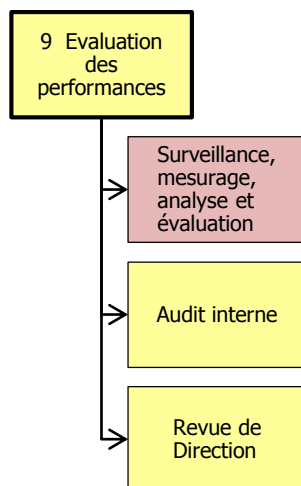 9 Evaluation
des
performances
Surveillance,
mesurage,
analyse et
évaluation
Audit interne
Revue de
Direction